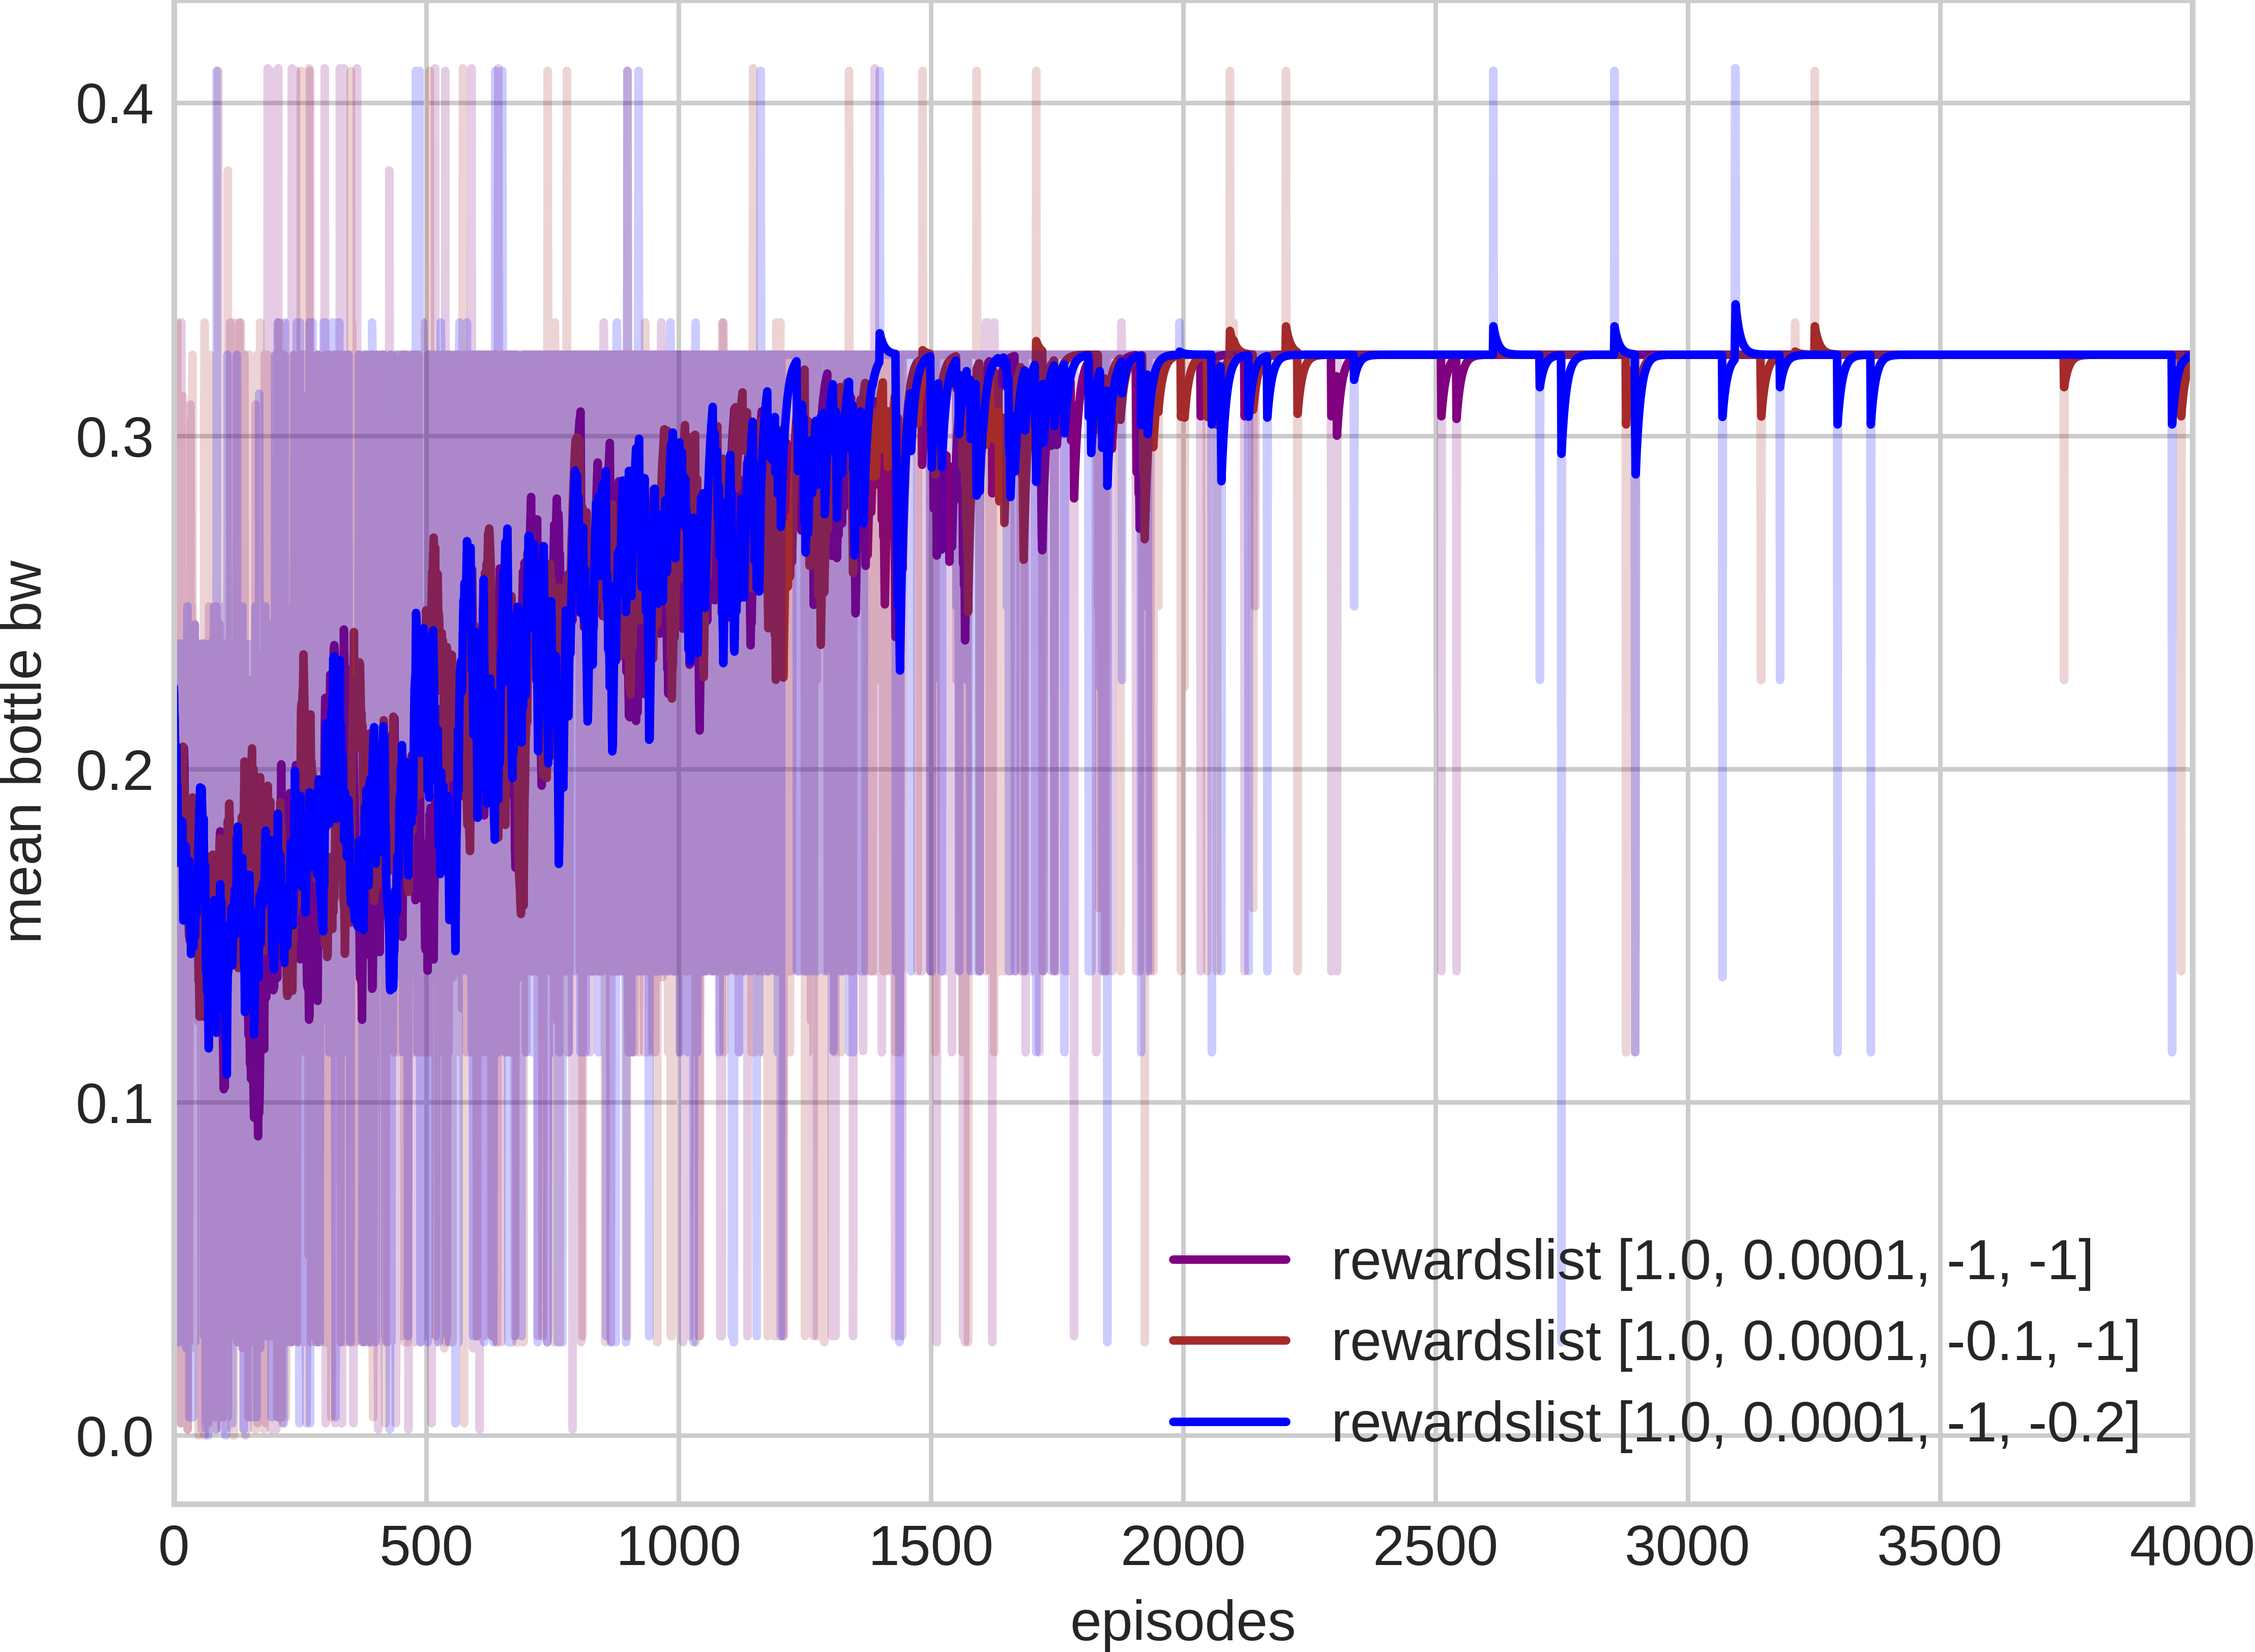 mean bottle bw
0.4
0.3
0.2
0.1
0.0
rewardslist [1.0, 0.0001, -1, -1]
rewardslist [1.0, 0.0001, -0.1, -1]
rewardslist [1.0, 0.0001, -1, -0.2]
0 500 1000 1500 2000 2500 3000 3500 4000
episodes